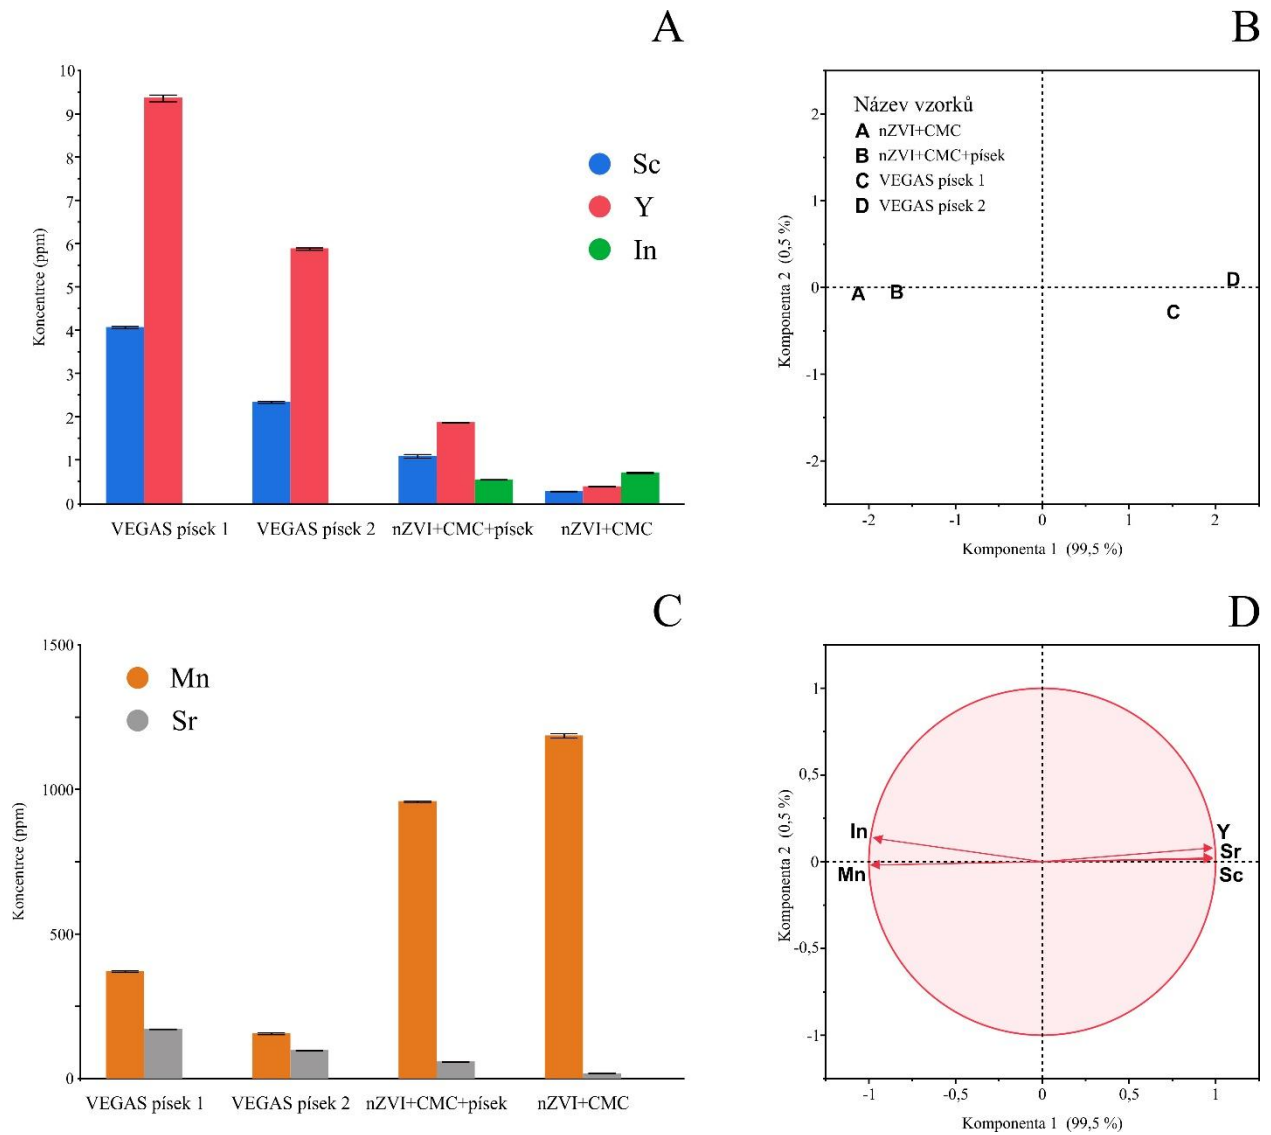 A
10
9
8
7
6
5
4
3
2
1
0
Koncentrce (ppm)
Sc
Y
In
VEGAS písek 1
VEGAS písek 2
nZVI+CMC+písek
nZVI+CMC
B
2
1
0
-1
-2
Komponenta 2 (0,5 %)
Název vzorků
A nZVI+CMC
B nZVI+CMC+písek
C VEGAS písek 1
D VEGAS písek 2
A
B
C
D
-2
-1
0
1
2
Komponenta 1 (99,5 %)
C
1500
1000
500
0
Koncentrce (ppm)
Mn
Sr
VEGAS písek 1
VEGAS písek 2
nZVI+CMC+písek
nZVI+CMC
D
1
0,5
0
-0,5
-1
Komponenta 2 (0,5 %)
In
Mn
Y
Sr
Sc
-1
-0,5
0
0,5
1
Komponenta 1 (99,5 %)